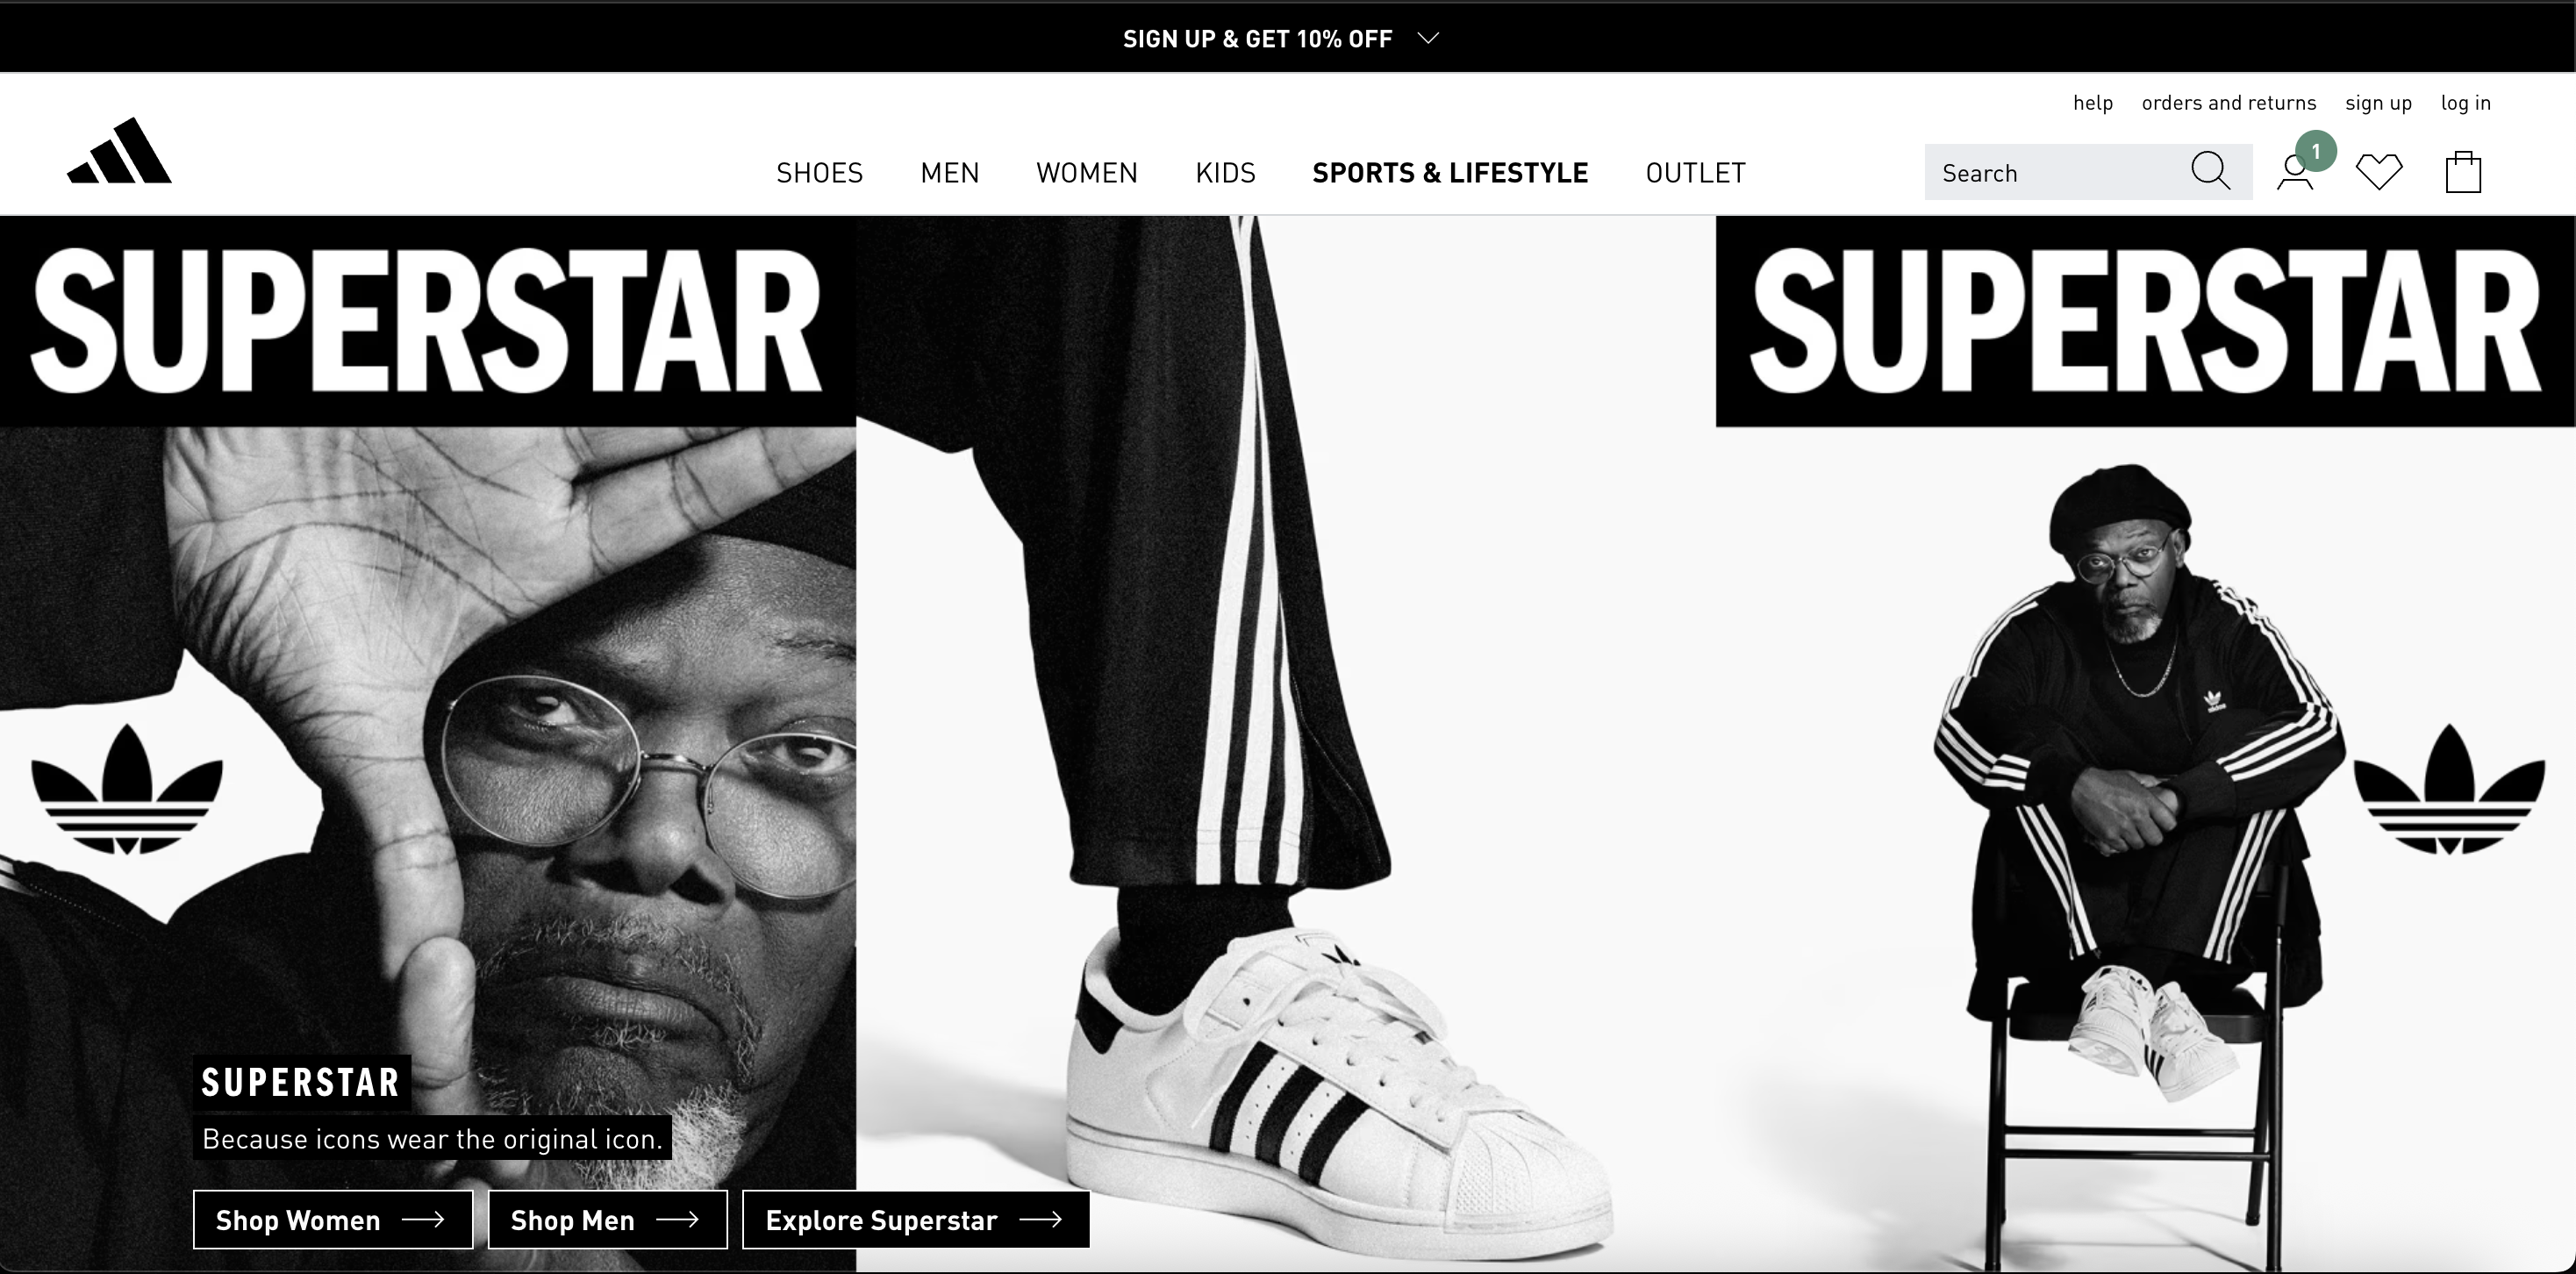 SIGN UP & GET 10% OFF
help
orders and returns
sign up
log in
1
SHOES
MEN
WOMEN
KIDS
SPORTS & LIFESTYLE
OUTLET
Search
SUPERSTAR
SUPERSTAR
adidas
SUPERSTAR
Because icons wear the original icon.
Shop Women
Shop Men
Explore Superstar